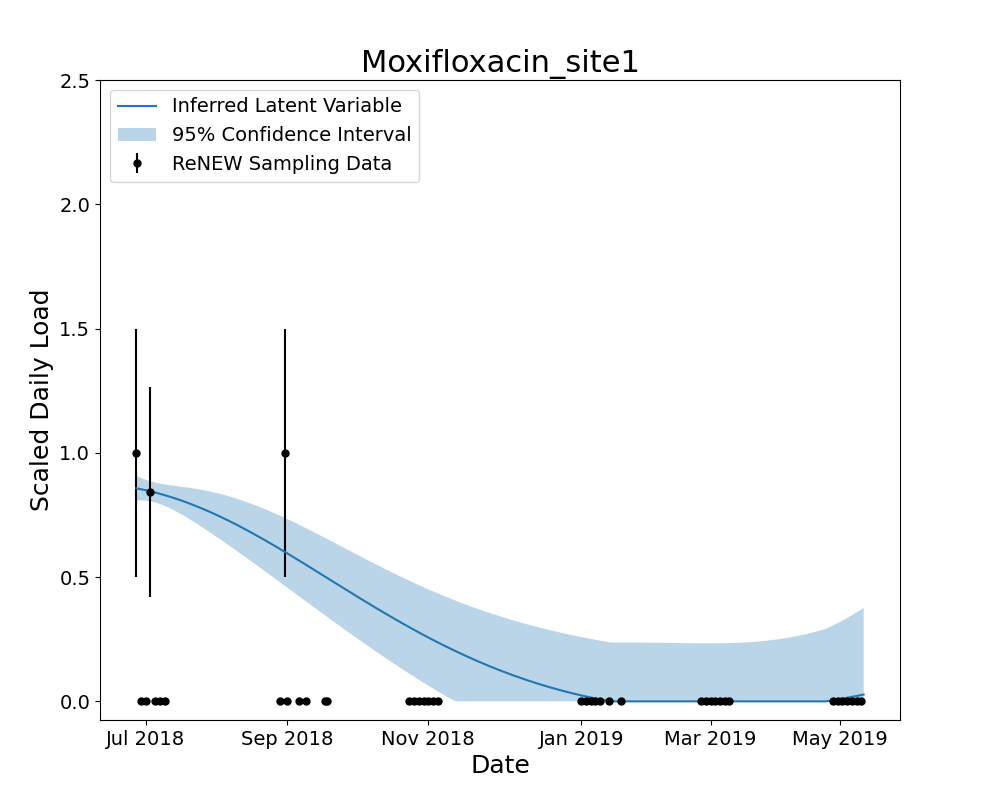 Moxifloxacin_site1
2.5
2.0
1.5
1.0
0.5
0.0
Scaled Daily Load
Inferred Latent Variable
95% Confidence Interval
ReNEW Sampling Data
Jul 2018 Sep 2018 Nov 2018 Jan 2019 Mar 2019 May 2019
Date